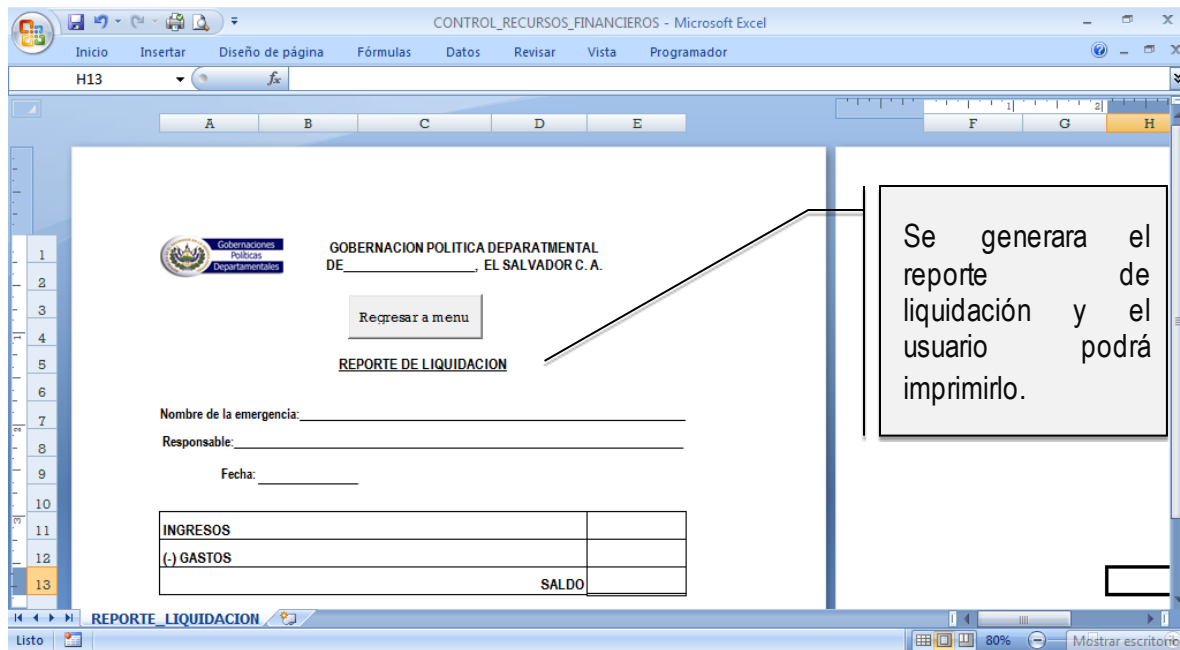 CONTROL_RECURSOS_FINANCIEROS - Microsoft Excel
Inicio Insertar Diseño de página Fórmulas Datos Revisar Vista Programador
H13 fx
1 2
A B C D E F G H
Gobernaciones
Políticas
Departamentales
GOBERNACION POLITICA DEPARATMENTAL
DE____________________, EL SALVADOR C. A.
Regresar a menu
REPORTE DE LIQUIDACION
Nombre de la emergencia:
Responsable:
Fecha:
INGRESOS
(-) GASTOS
SALDO
1
2
3
4
5
6
7
8
9
10
11
12
13
Se generara el
reporte de
liquidación y el
usuario podrá
imprimirlo.
REPORTE_LIQUIDACION
Listo 80% Mostrar escritorio